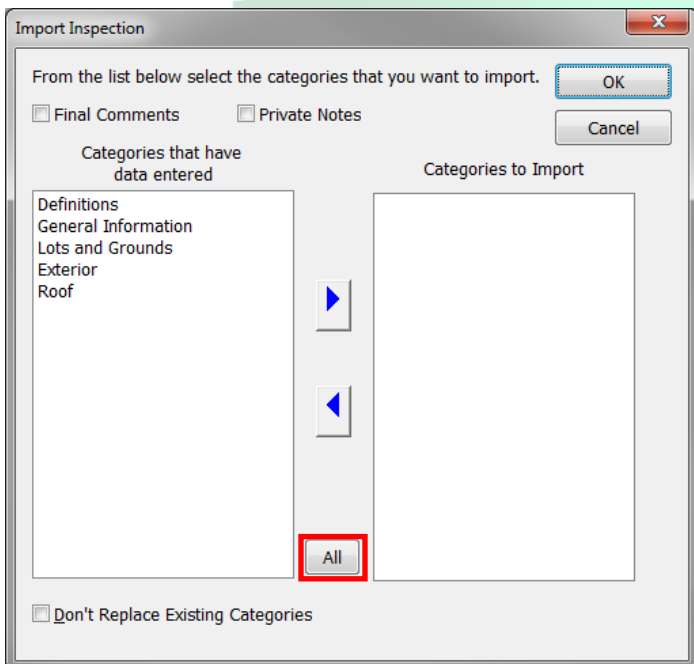 Import Inspection
From the list below select the categories that you want to import.
OK
Final Comments
Private Notes
Cancel
Categories that have
data entered
Categories to Import
Definitions
General Information
Lots and Grounds
Exterior
Roof
All
Don't Replace Existing Categories